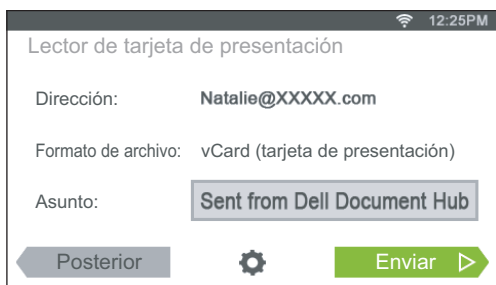 12:25PM
Lector de tarjeta de presentación
Dirección: Natalie@XXXXX.com
Formato de archivo: vCard (tarjeta de presentación)
Asunto: Sent from Dell Document Hub
Posterior Enviar